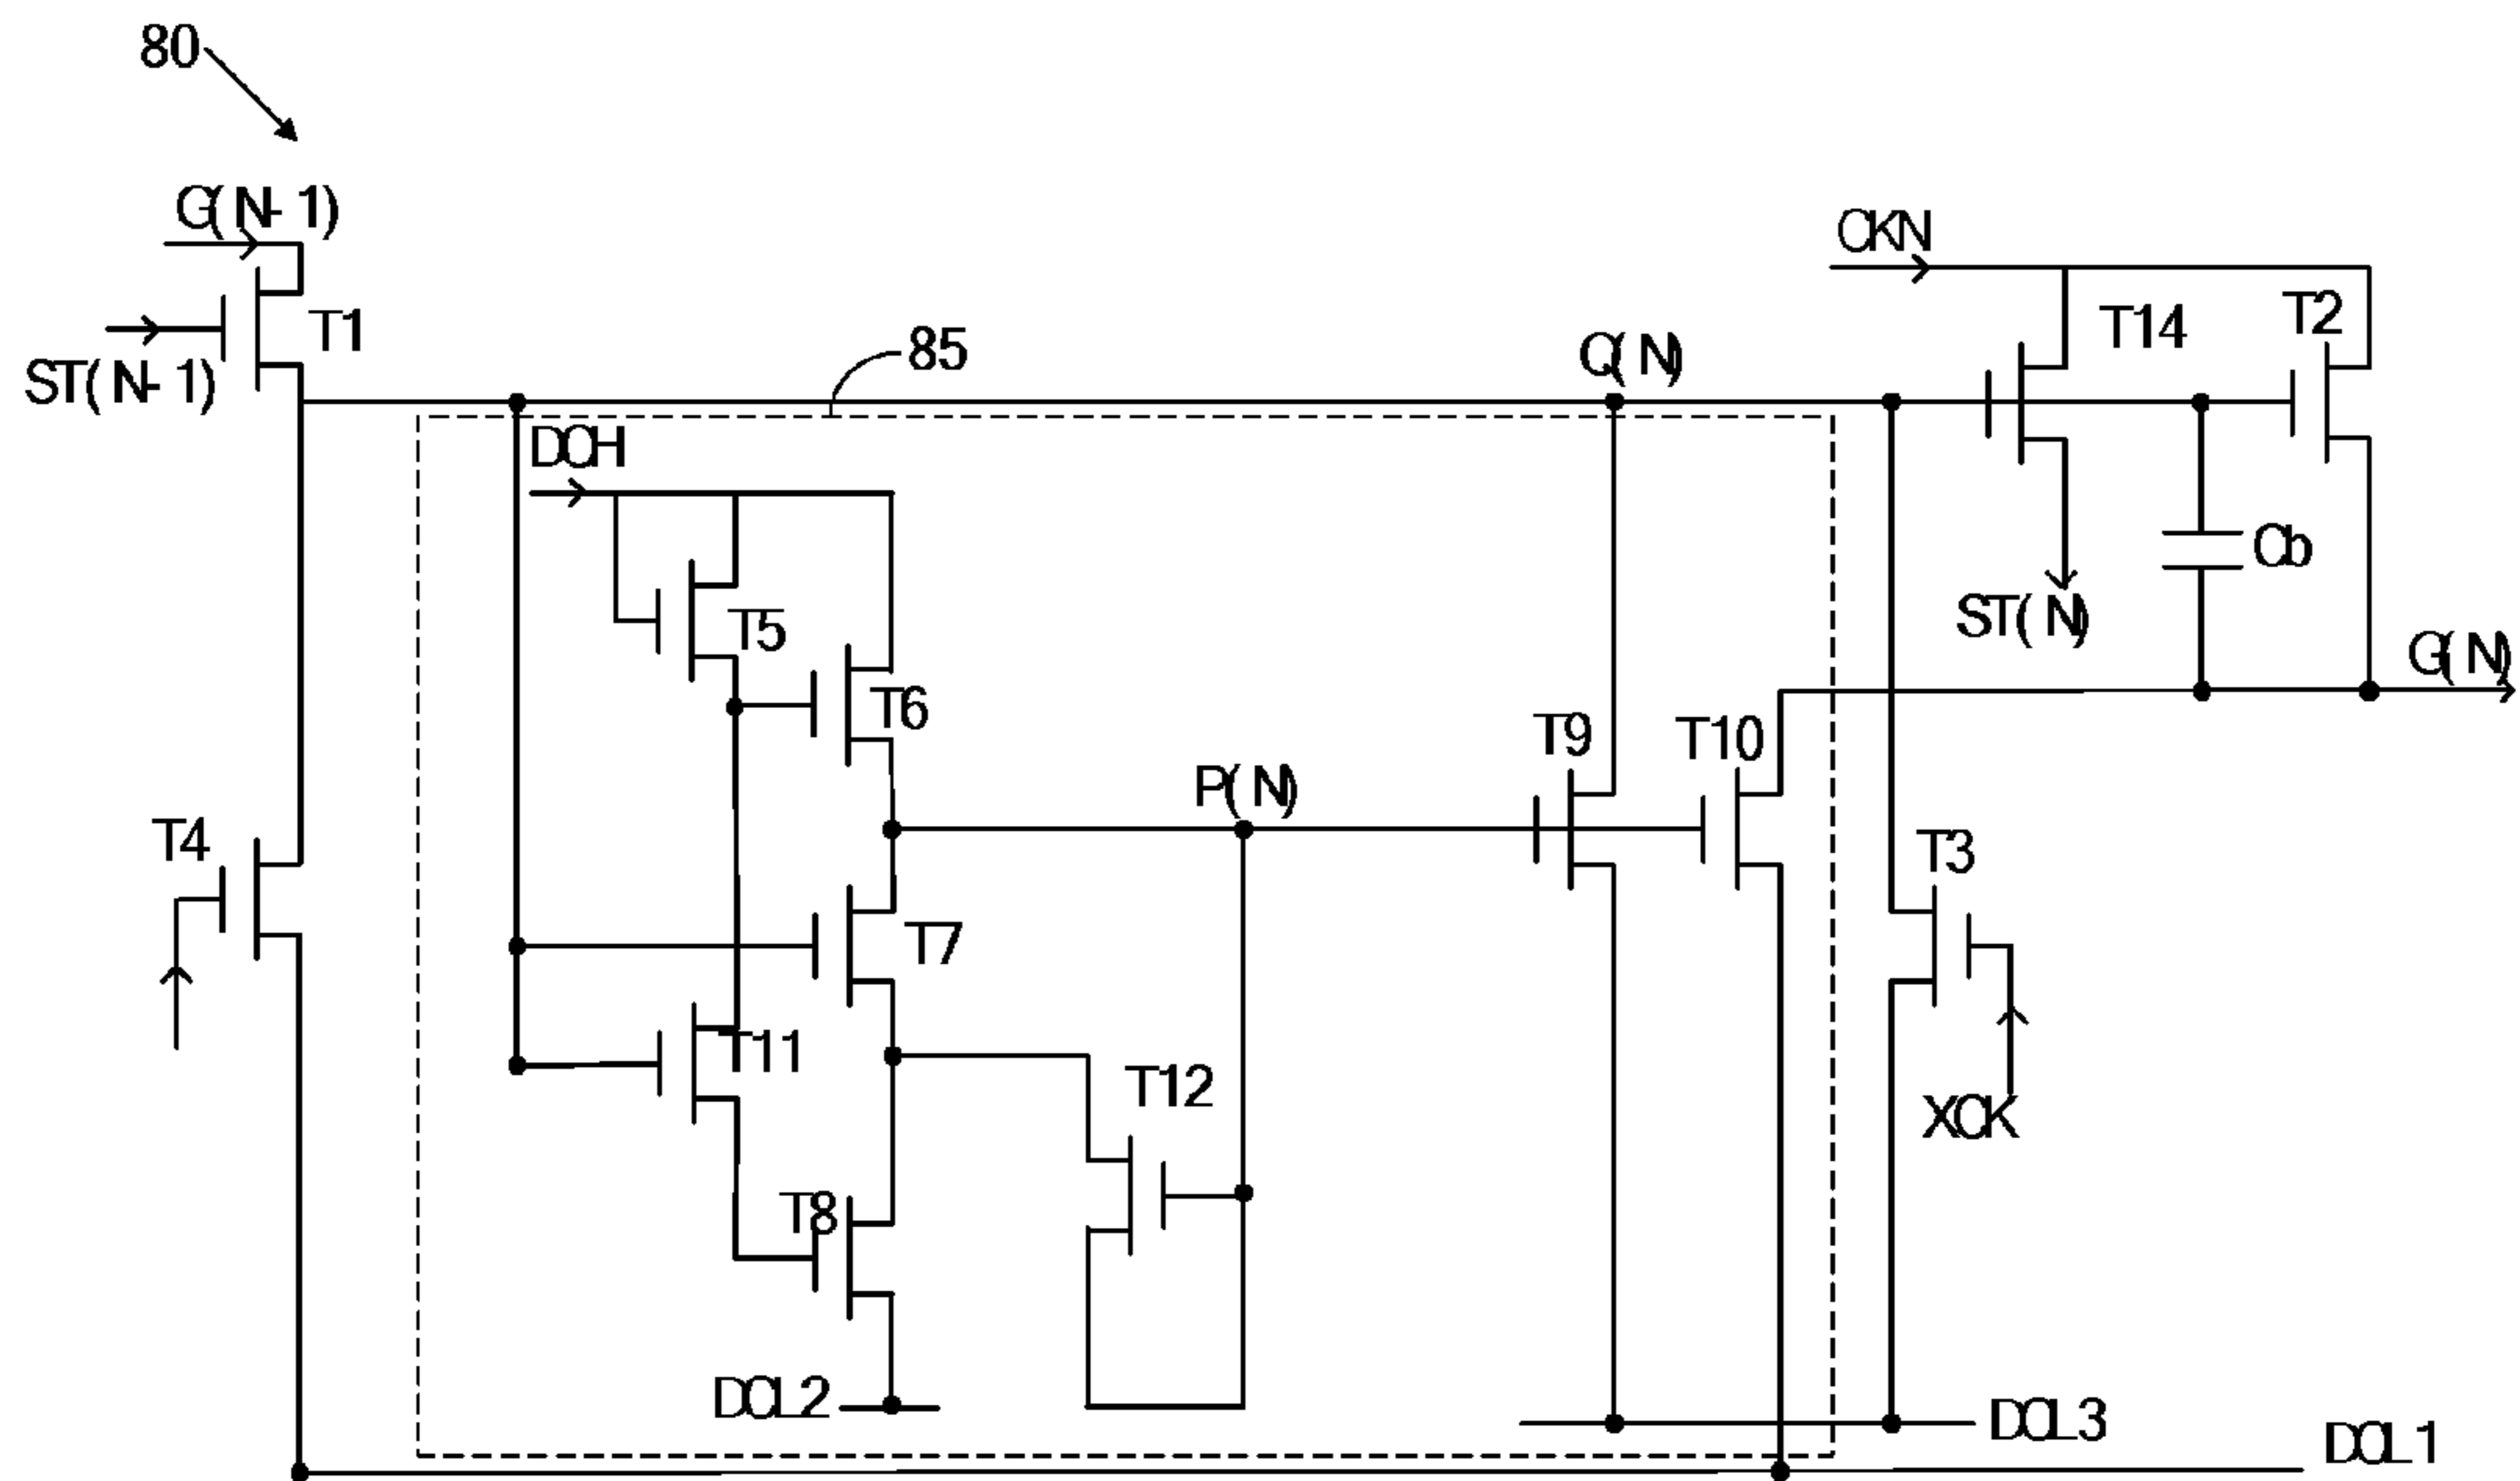 80
G(N-1)
CKN
T14
T2
T1
ST(N-1)
85
Q(N)
DCH
Cb
T5
ST(N)
G(N)
T6
T9
T10
P(N)
T4
T3
T7
T11
T12
XCK
T8
DCL2
DCL3
DCL1